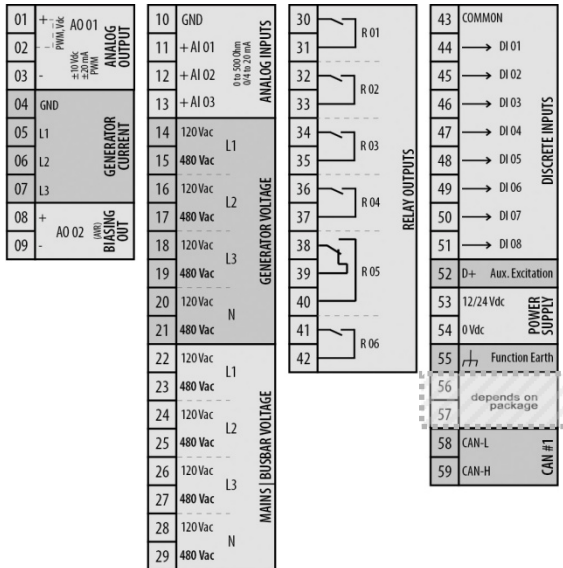 01 +
PWM, Vdc
AO 01
02
03 -
±10 Vdc
±20 mA
PWM
ANALOG
OUTPUT
04 GND
05 L1
06 L2
07 L3
GENERATOR
CURRENT
08 +
09 -
AO 02
(AVR)
BIASING
OUT
10 GND
11 + AI 01
12 + AI 02
13 + AI 03
0 to 500 Ohm
0/4 to 20 mA
ANALOG INPUTS
14 120 Vac
L1
15 480 Vac
16 120 Vac
L2
17 480 Vac
18 120 Vac
L3
19 480 Vac
20 120 Vac
N
21 480 Vac
GENERATOR VOLTAGE
22 120 Vac
L1
23 480 Vac
24 120 Vac
L2
25 480 Vac
26 120 Vac
L3
27 480 Vac
28 120 Vac
N
29 480 Vac
MAINS | BUSBAR VOLTAGE
30
R 01
31
32
R 02
33
34
R 03
35
36
R 04
37
38
39 R 05
40
41
R 06
42
RELAY OUTPUTS
43 COMMON
44 → DI 01
45 → DI 02
46 → DI 03
47 → DI 04
48 → DI 05
49 → DI 06
50 → DI 07
51 → DI 08
DISCRETE INPUTS
52 D+ Aux. Excitation
53 12/24 Vdc
54 0 Vdc
POWER
SUPPLY
55 Function Earth
56
depends on
package
57
58 CAN-L
59 CAN-H
CAN #1